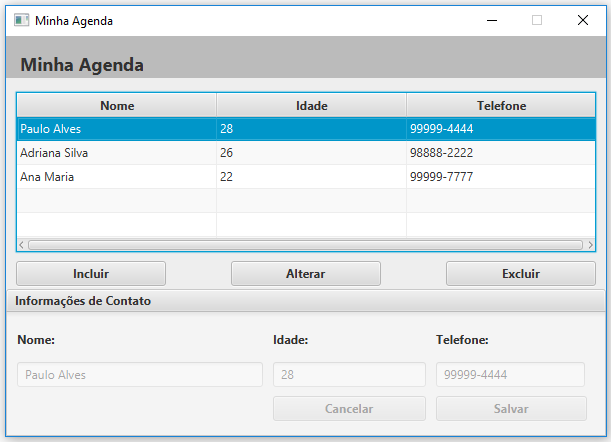 Minha Agenda
Minha Agenda
Nome Idade Telefone
Paulo Alves 28 99999-4444
Adriana Silva 26 98888-2222
Ana Maria 22 99999-7777
Incluir Alterar Excluir
Informações de Contato
Nome: Idade: Telefone:
Paulo Alves 28 99999-4444
Cancelar Salvar